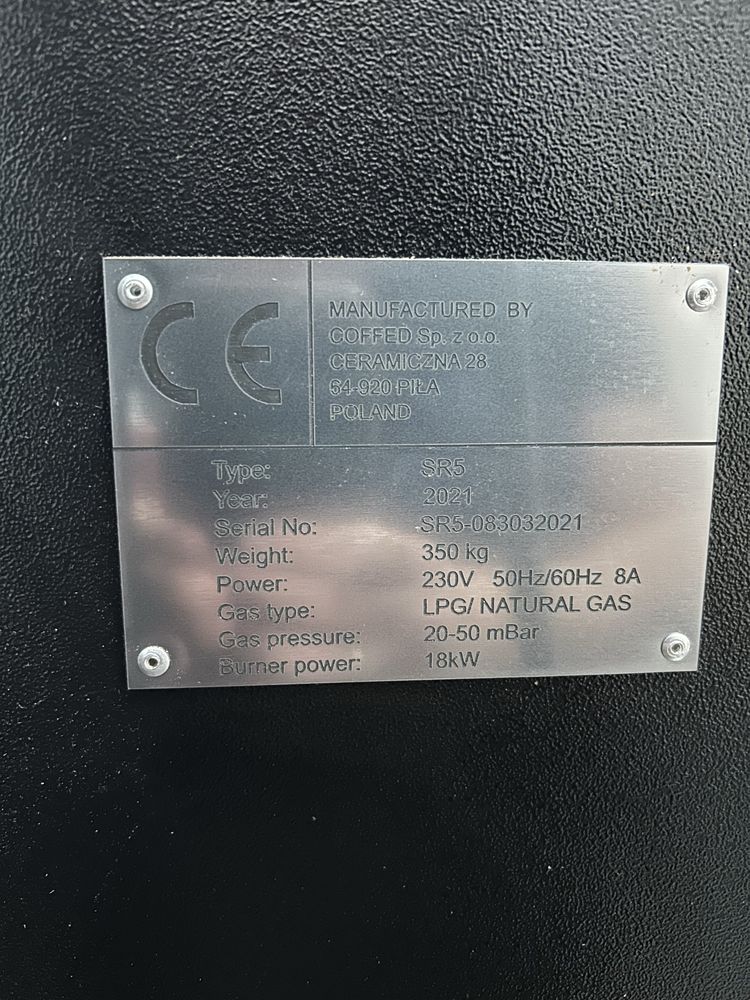 CE
MANUFACTURED BY
COFFED Sp. z o.o.
CERAMICZNA 28
64-920 PIŁA
POLAND
Type: SR5
Year: 2021
Serial No: SR5-083032021
Weight: 350 kg
Power: 230V 50Hz/60Hz 8A
Gas type: LPG/ NATURAL GAS
Gas pressure: 20-50 mBar
Burner power: 18kW